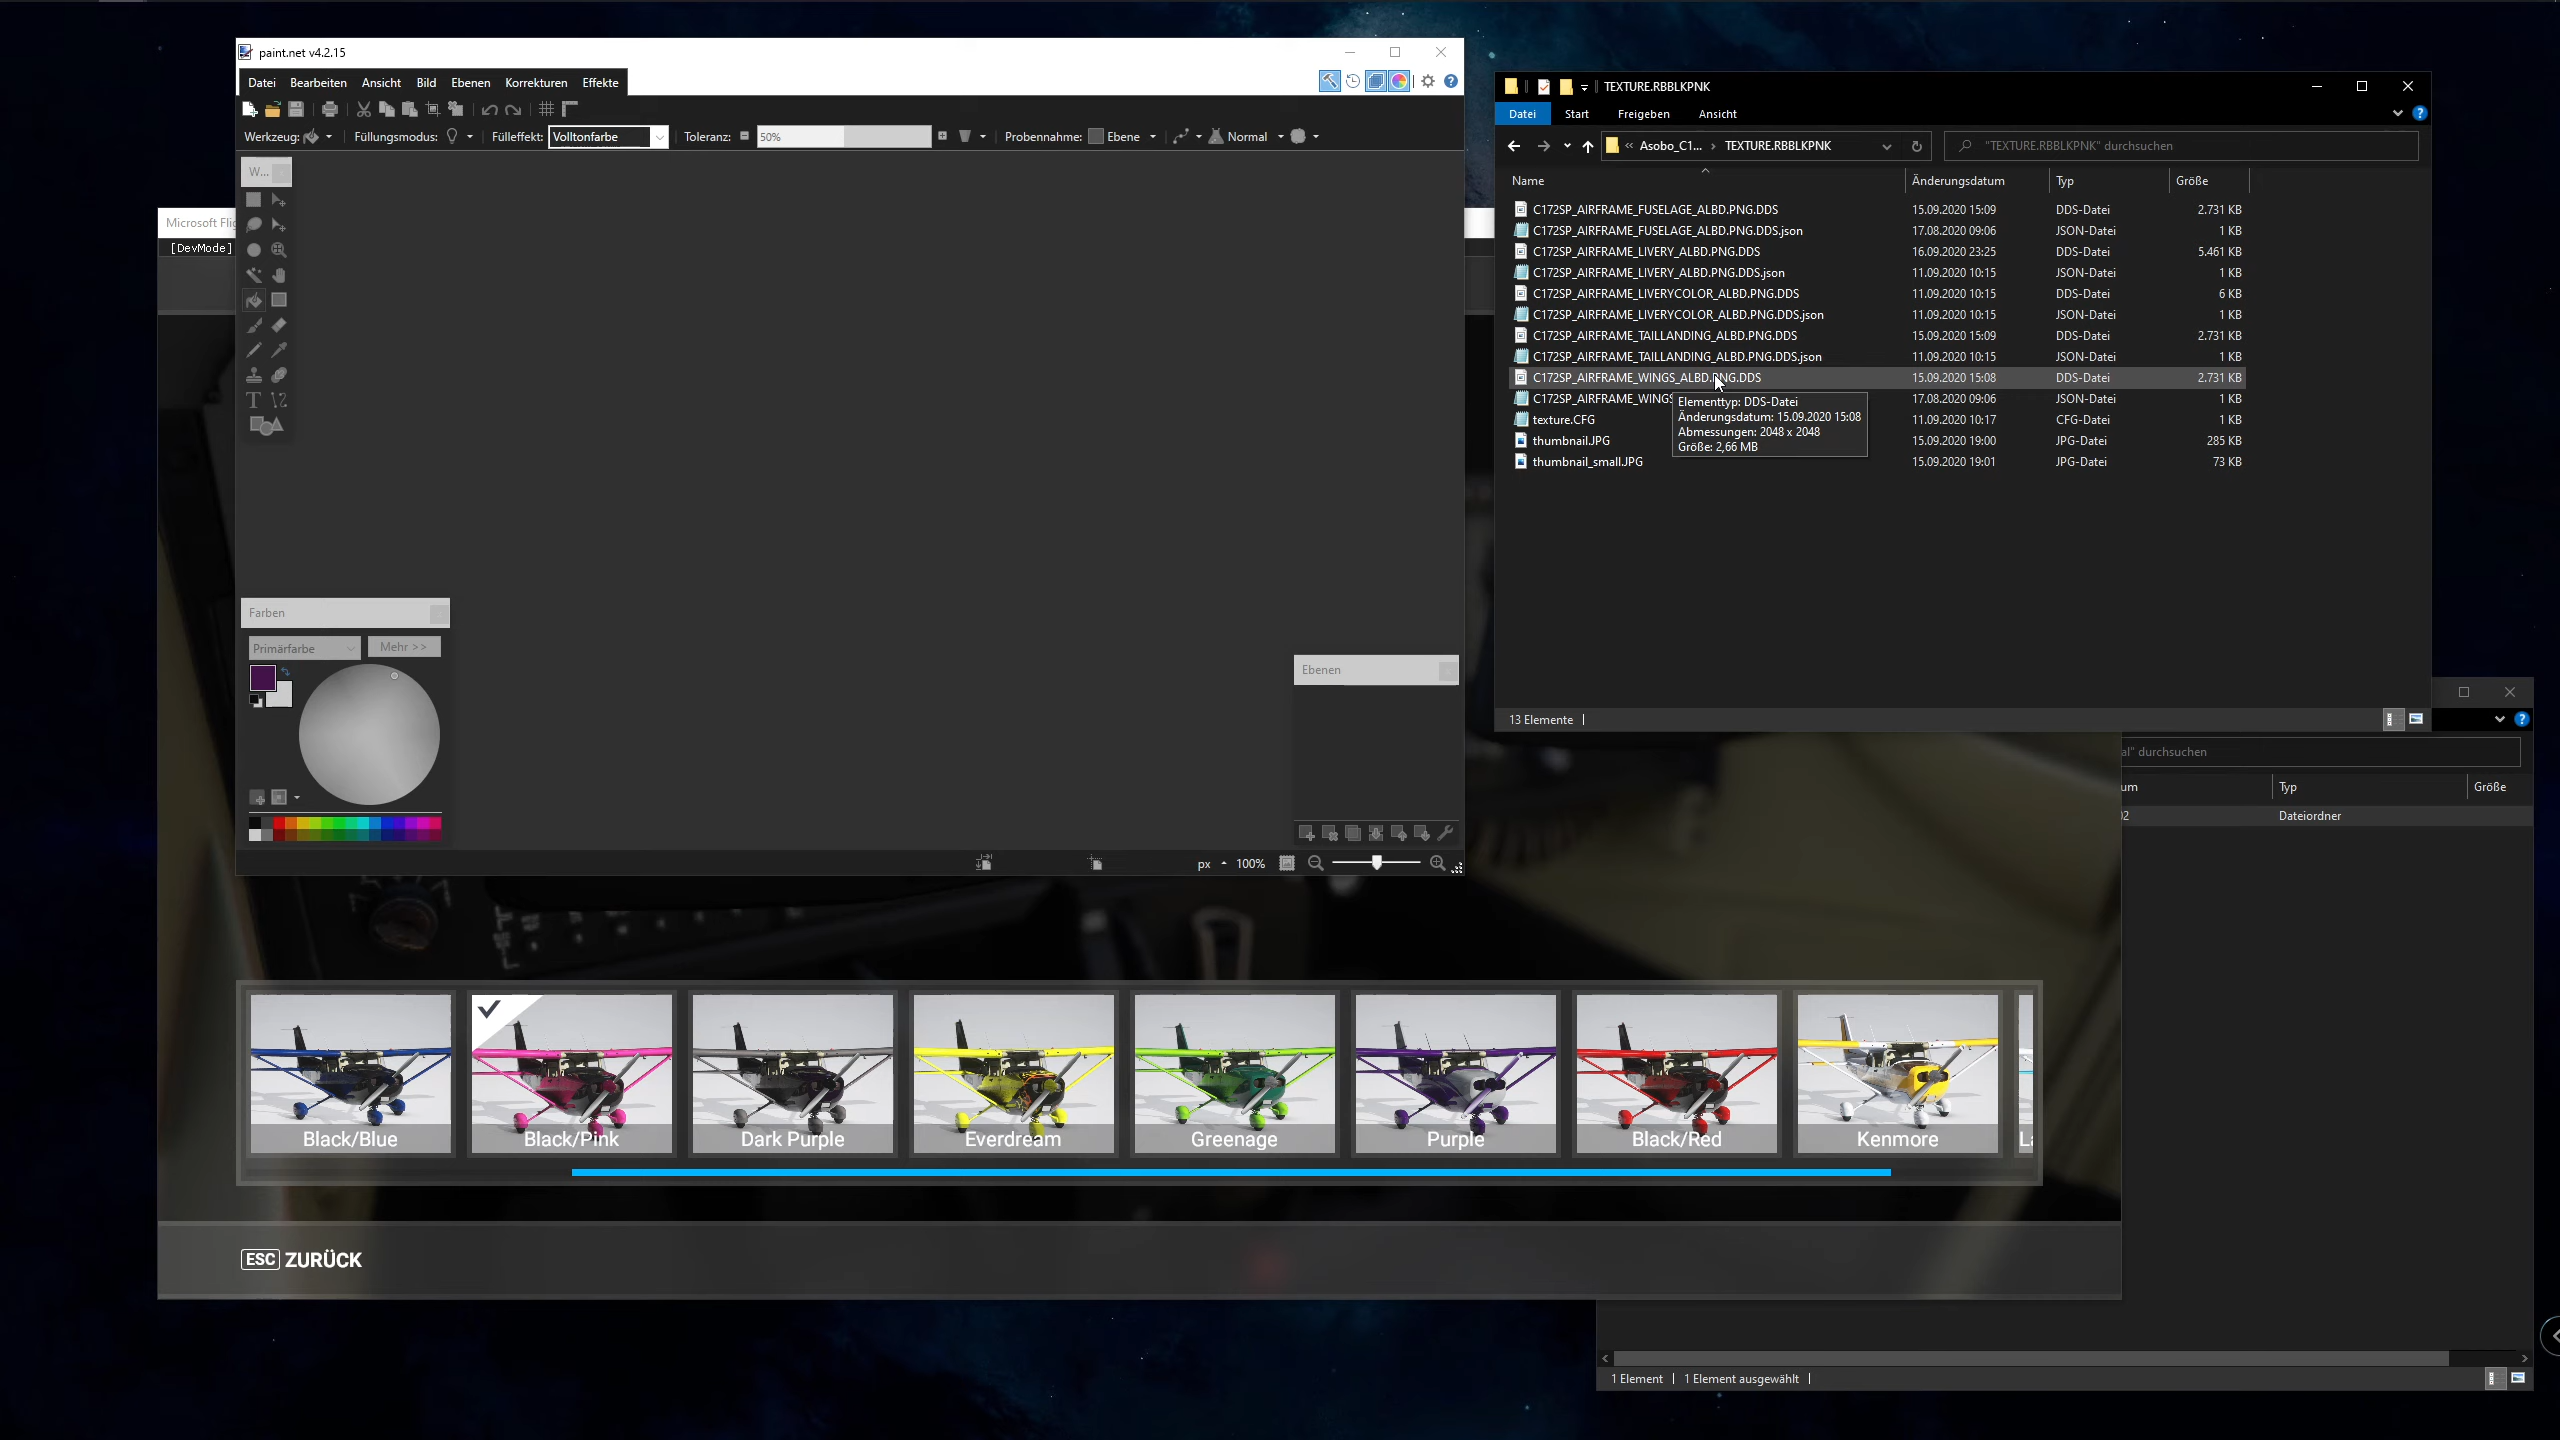 paint.net v4.2.15
Datei Bearbeiten Ansicht Bild Ebenen Korrekturen Effekte
Werkzeug: Füllungsmodus: Fülleffekt: Volltonfarbe Toleranz: 50% Probennahme: Ebene Normal
W...
Microsoft Flig
[DevMode]
Farben
Primärfarbe Mehr >>
Ebenen
px 100%
TEXTURE.RBBLKPNK
Datei Start Freigeben Ansicht
« Asobo_C1... › TEXTURE.RBBLKPNK "TEXTURE.RBBLKPNK" durchsuchen
Name Änderungsdatum Typ Größe
C172SP_AIRFRAME_FUSELAGE_ALBD.PNG.DDS 15.09.2020 15:09 DDS-Datei 2.731 KB
C172SP_AIRFRAME_FUSELAGE_ALBD.PNG.DDS.json 17.08.2020 09:06 JSON-Datei 1 KB
C172SP_AIRFRAME_LIVERY_ALBD.PNG.DDS 16.09.2020 23:25 DDS-Datei 5.461 KB
C172SP_AIRFRAME_LIVERY_ALBD.PNG.DDS.json 11.09.2020 10:15 JSON-Datei 1 KB
C172SP_AIRFRAME_LIVERYCOLOR_ALBD.PNG.DDS 11.09.2020 10:15 DDS-Datei 6 KB
C172SP_AIRFRAME_LIVERYCOLOR_ALBD.PNG.DDS.json 11.09.2020 10:15 JSON-Datei 1 KB
C172SP_AIRFRAME_TAILLANDING_ALBD.PNG.DDS 15.09.2020 15:09 DDS-Datei 2.731 KB
C172SP_AIRFRAME_TAILLANDING_ALBD.PNG.DDS.json 11.09.2020 10:15 JSON-Datei 1 KB
C172SP_AIRFRAME_WINGS_ALBD.PNG.DDS 15.09.2020 15:08 DDS-Datei 2.731 KB
C172SP_AIRFRAME_WINGS 17.08.2020 09:06 JSON-Datei 1 KB
texture.CFG 11.09.2020 10:17 CFG-Datei 1 KB
thumbnail.JPG 15.09.2020 19:00 JPG-Datei 285 KB
thumbnail_small.JPG 15.09.2020 19:01 JPG-Datei 73 KB
Elementtyp: DDS-Datei
Änderungsdatum: 15.09.2020 15:08
Abmessungen: 2048 x 2048
Größe: 2,66 MB
13 Elemente
al" durchsuchen
um Typ Größe
02 Dateiordner
Black/Blue
Black/Pink
Dark Purple
Everdream
Greenage
Purple
Black/Red
Kenmore
ESC ZURÜCK
1 Element 1 Element ausgewählt